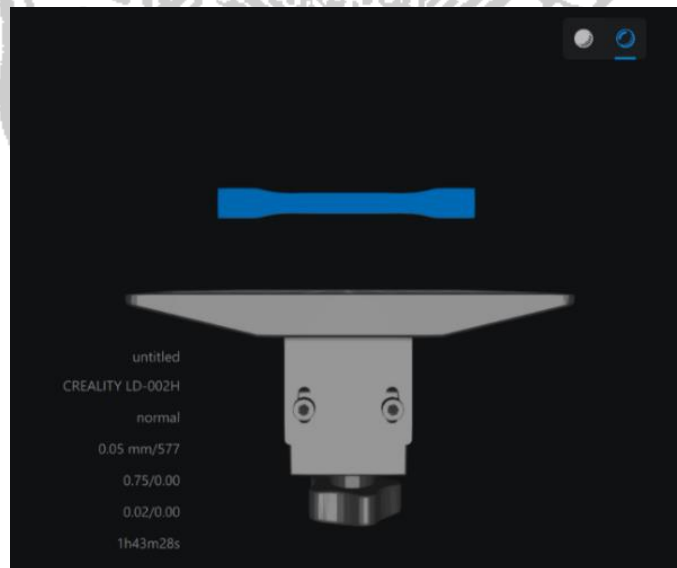 untitled
CREALITY LD-002H
normal
0.05 mm/577
0.75/0.00
0.02/0.00
1h43m28s